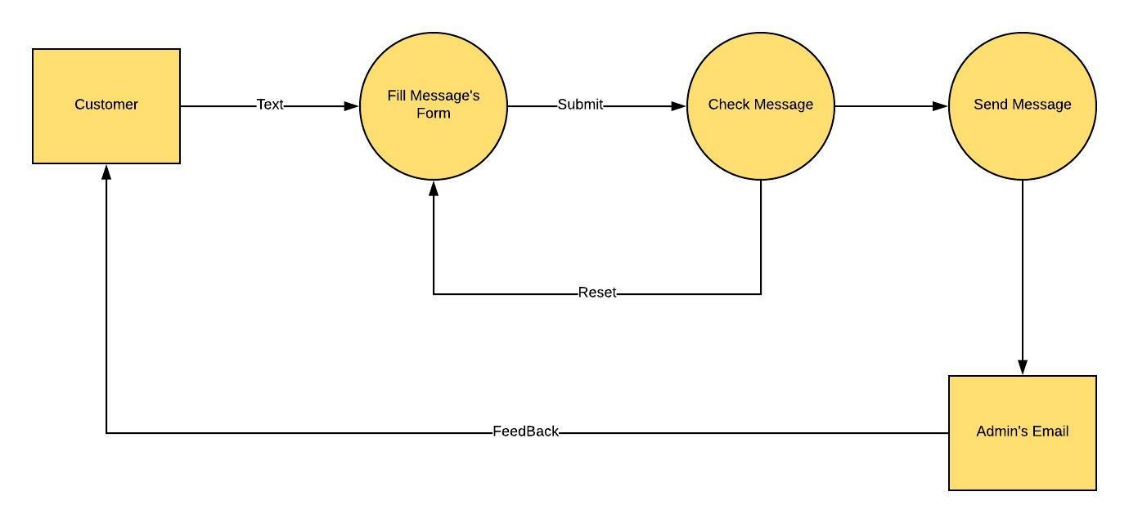 Customer
Text
Fill Message's
Form
Submit
Check Message
Send Message
Reset
FeedBack
Admin's Email